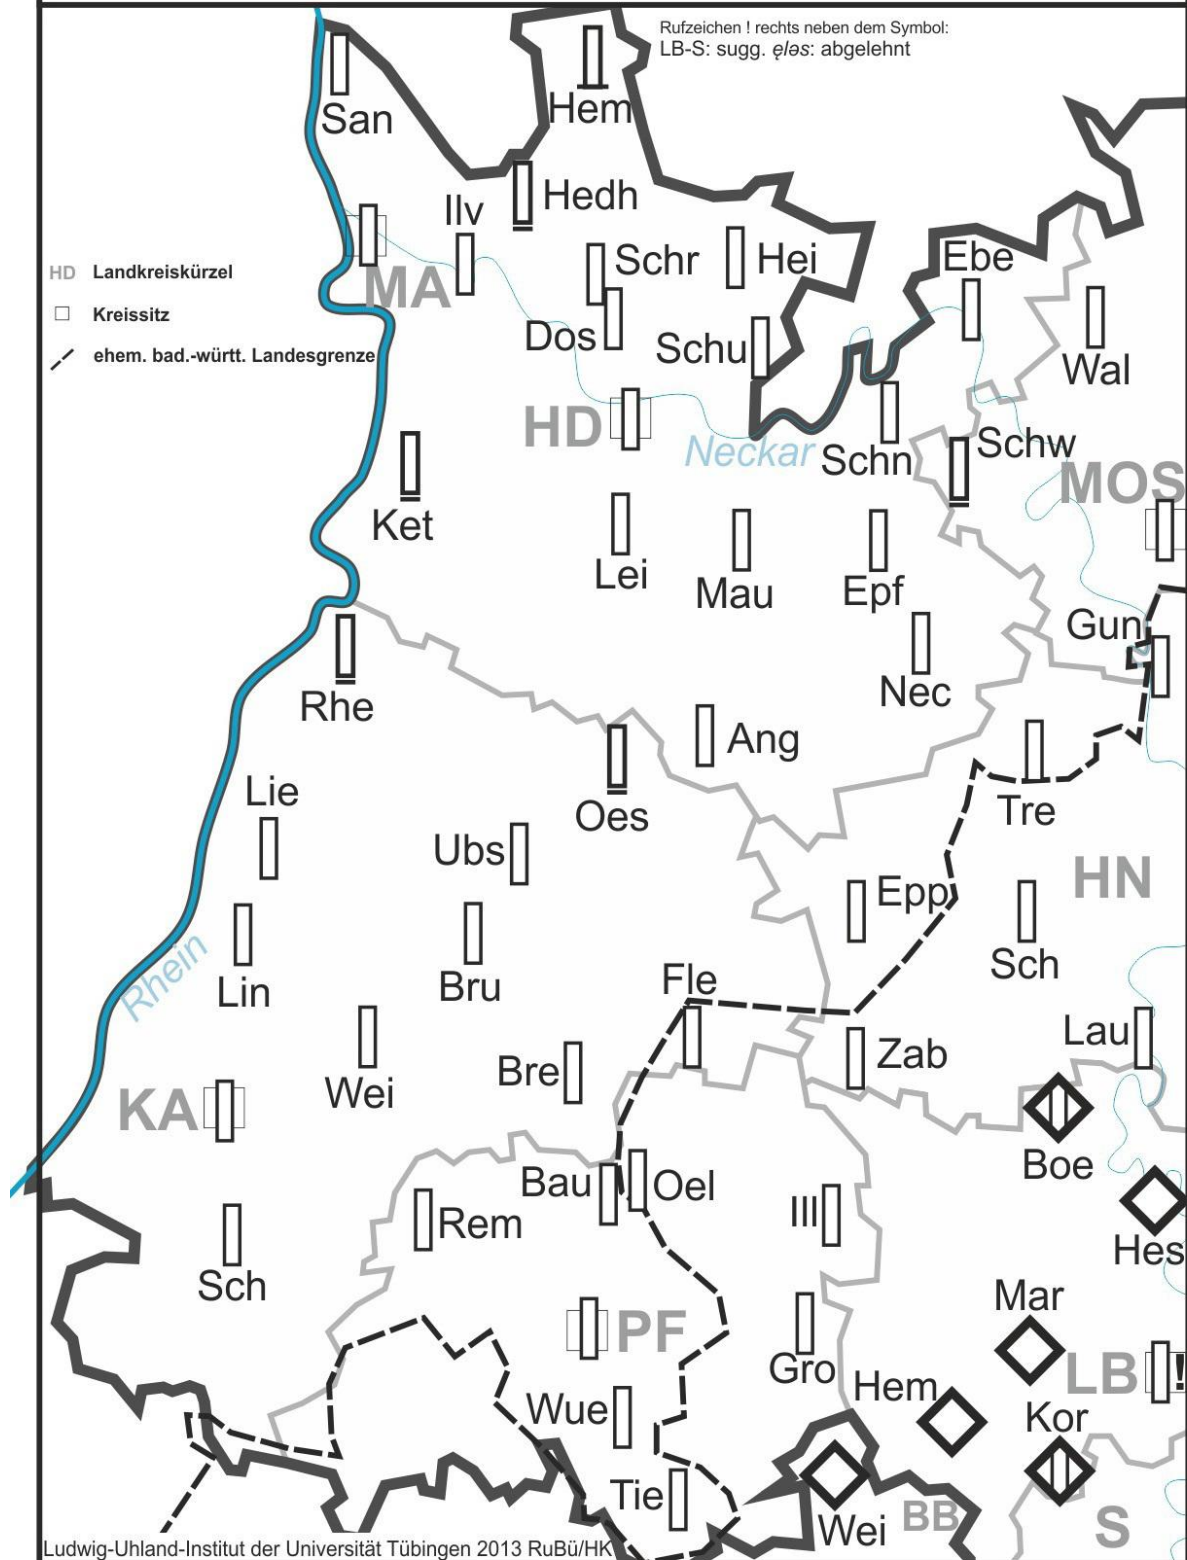 Rufzeichen ! rechts neben dem Symbol:
LB-S: sugg. ęləs: abgelehnt
San
Hem
Hedh
Ilv
Schr
Hei
Ebe
HD Landkreiskürzel
MA
Kreissitz
Dos
Schu
ehem. bad.-württ. Landesgrenze
Wal
HD
Neckar
Schn
Schw
MOS
Ket
Lei
Mau
Epf
Gun
Rhe
Nec
Ang
Lie
Oes
Tre
Ubs
Epp
HN
Rhein
Lin
Bru
Fle
Sch
Lau
Wei
Bre
Zab
KA
Boe
Bau
Oel
Rem
Ill
Hes
Sch
Mar
PF
Gro
LB
!
Hem
Wue
Kor
Tie
Wei
BB
S
Ludwig-Uhland-Institut der Universität Tübingen 2013 RuBü/HK